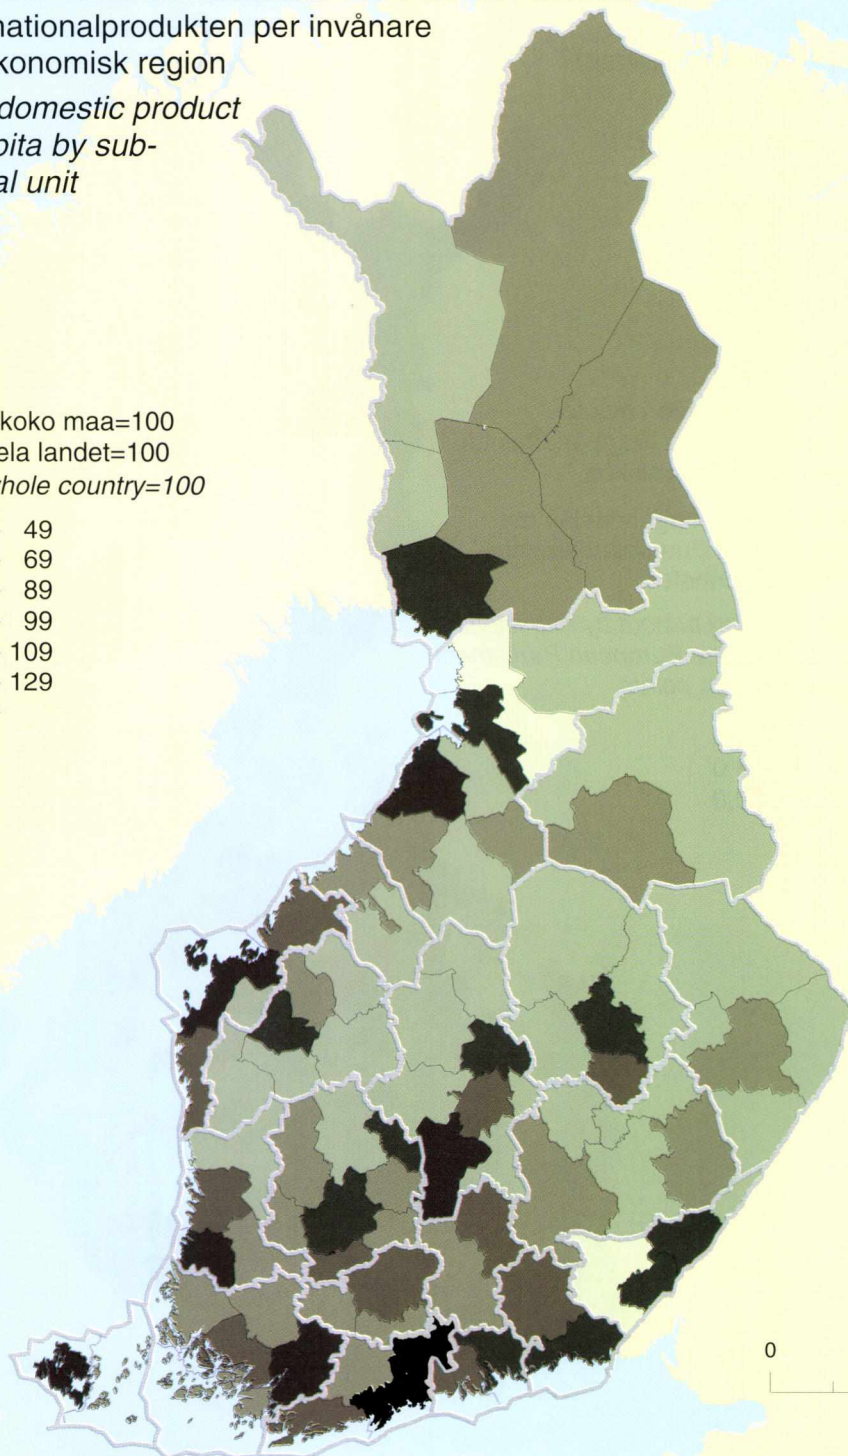 nationalprodukten per invånare
konomisk region
domestic product
pita by sub-
al unit
koko maa=100
ela landet=100
whole country=100
49
69
89
99
109
129
0